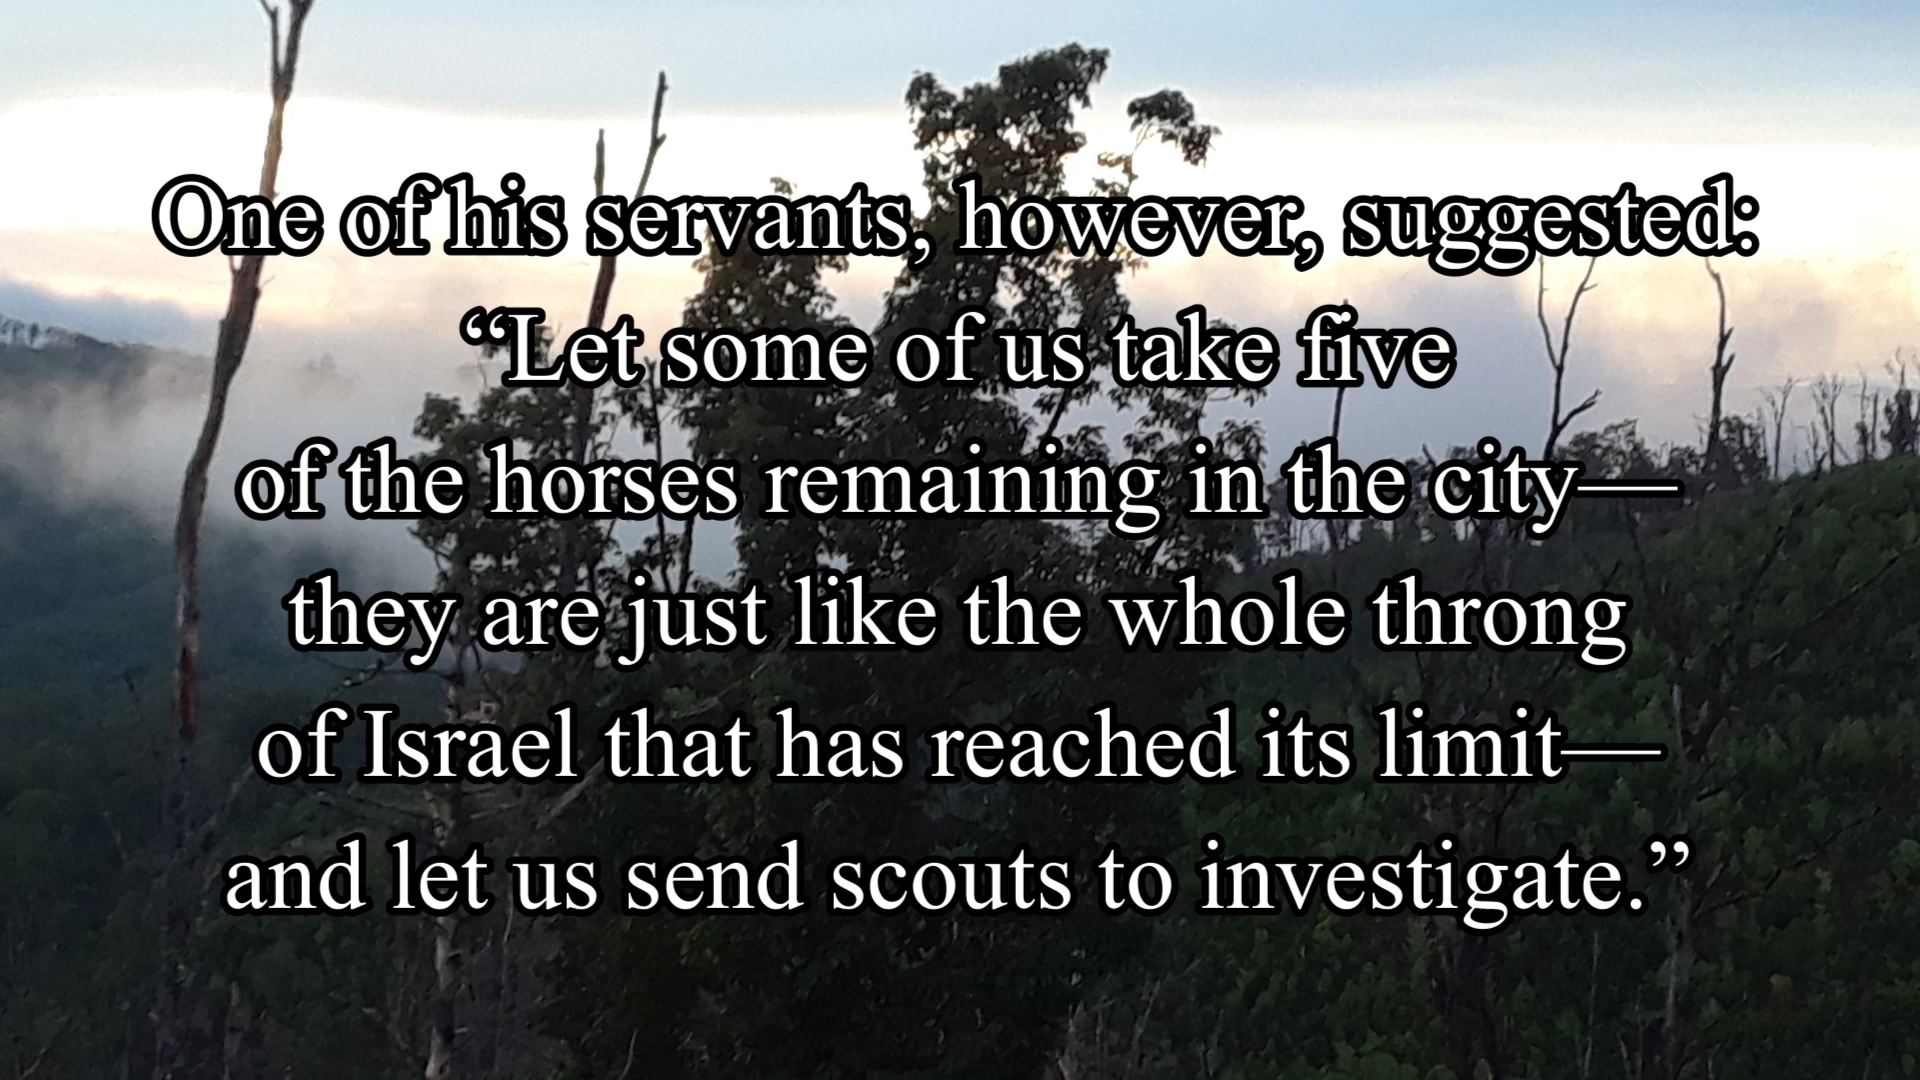 One of his servants, however, suggested:
“Let some of us take five
of the horses remaining in the city—
they are just like the whole throng
of Israel that has reached its limit—
and let us send scouts to investigate.”